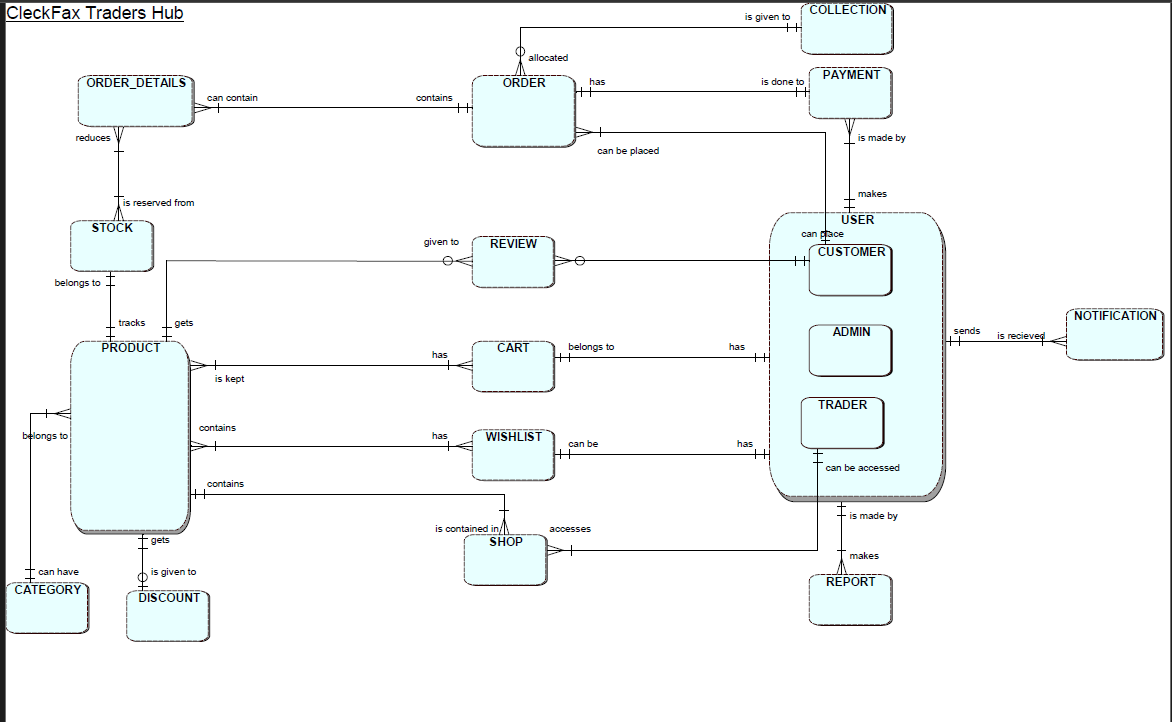 CleckFax Traders Hub
COLLECTION
is given to
allocated
ORDER_DETAILS
can contain
contains
ORDER
has
is done to
PAYMENT
reduces
can be placed
is made by
is reserved from
makes
STOCK
USER
can place
given to
REVIEW
CUSTOMER
belongs to
tracks
gets
sends
is recieved
NOTIFICATION
ADMIN
PRODUCT
has
CART
belongs to
has
is kept
TRADER
belongs to
contains
has
WISHLIST
can be
has
can be accessed
contains
is contained in
accesses
is made by
SHOP
gets
makes
can have
is given to
CATEGORY
DISCOUNT
REPORT